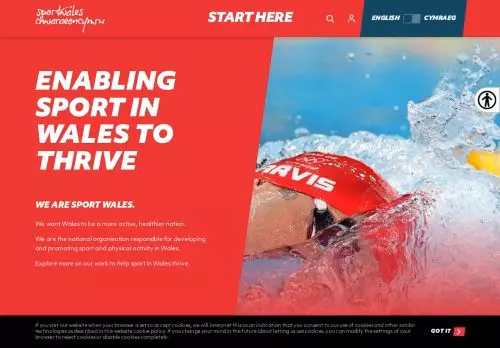 sportwales
chwaraeoncymru
START HERE
ENGLISH
CYMRAEG
ENABLING
SPORT IN
WALES TO
THRIVE
ARVIS
WE ARE SPORT WALES.
We want Wales to be a more active, healthier nation.
We are the national organisation responsible for developing
and promoting sport and physical activity in Wales.
Explore more on our work to help sport in Wales thrive.
If you visit our website when your browser is set to accept cookies, we will interpret this as an indication that you consent to our use of cookies and other similar
technologies as described in this website cookie policy. If you change your mind in the future about letting us use cookies, you can modify the settings of your
browser to reject cookies or disable cookies completely.
GOT IT